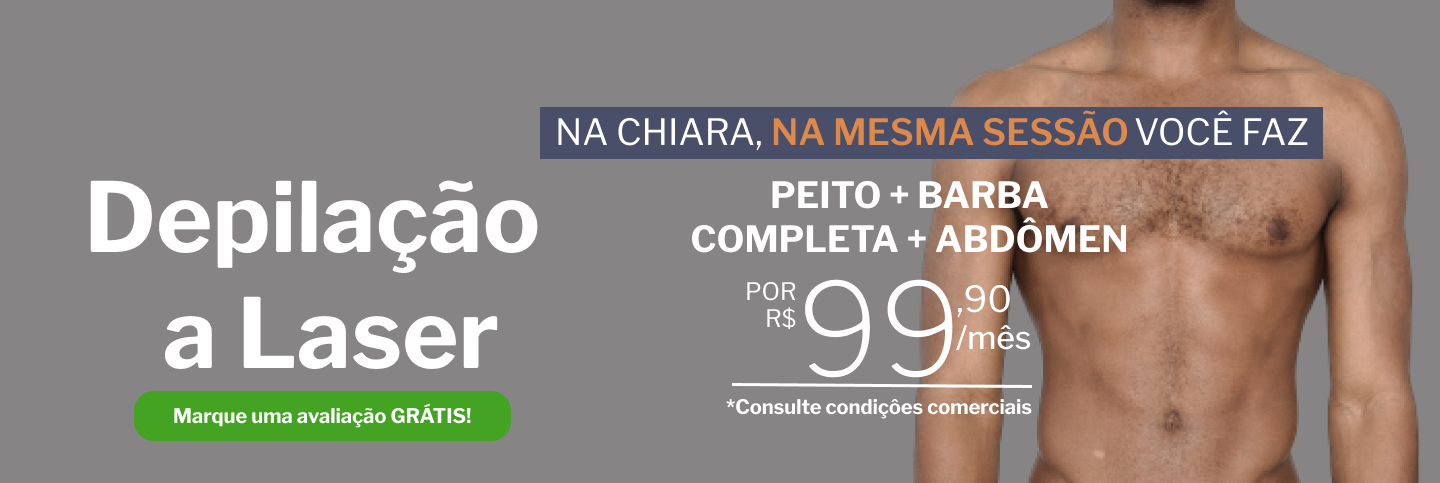 NA CHIARA, NA MESMA SESSÃO VOCÊ FAZ
Depilação
a Laser
Marque uma avaliação GRÁTIS!
PEITO + BARBA
COMPLETA + ABDÔMEN
POR
R$
99,90
/mês
*Consulte condições comerciais